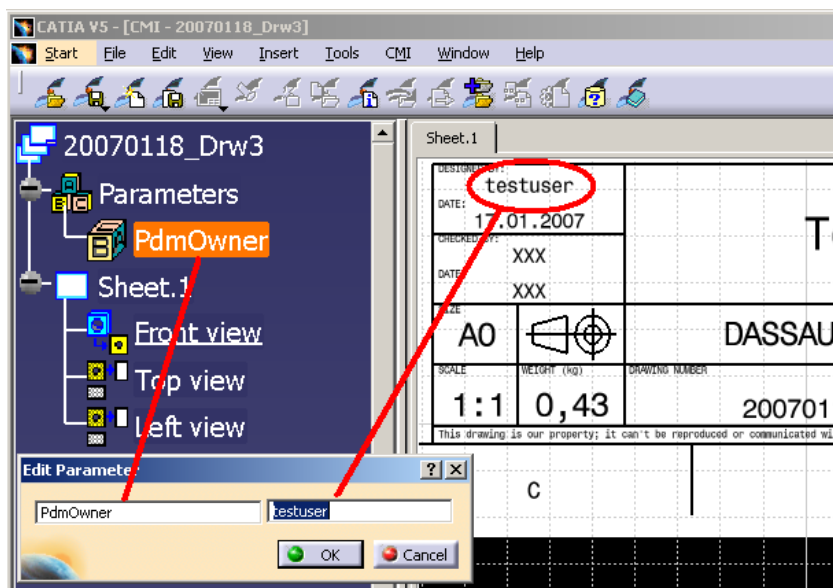 CATIA V5 - [CMI - 20070118_Drw3]
Start File Edit View Insert Tools CMI Window Help
20070118_Drw3
Parameters
PdmOwner
Sheet.1
Front view
Top view
Left view
Sheet.1
DESIGNED BY:
testuser
DATE:
17.01.2007
CHECKED BY:
XXX
DATE
XXX
SIZE
A0
DASSAU
SCALE
WEIGHT (kg)
DRAWING NUMBER
1:1
0,43
200701
This drawing is our property; it can't be reproduced or communicated wi
C
Edit Parameter
PdmOwner
testuser
OK
Cancel